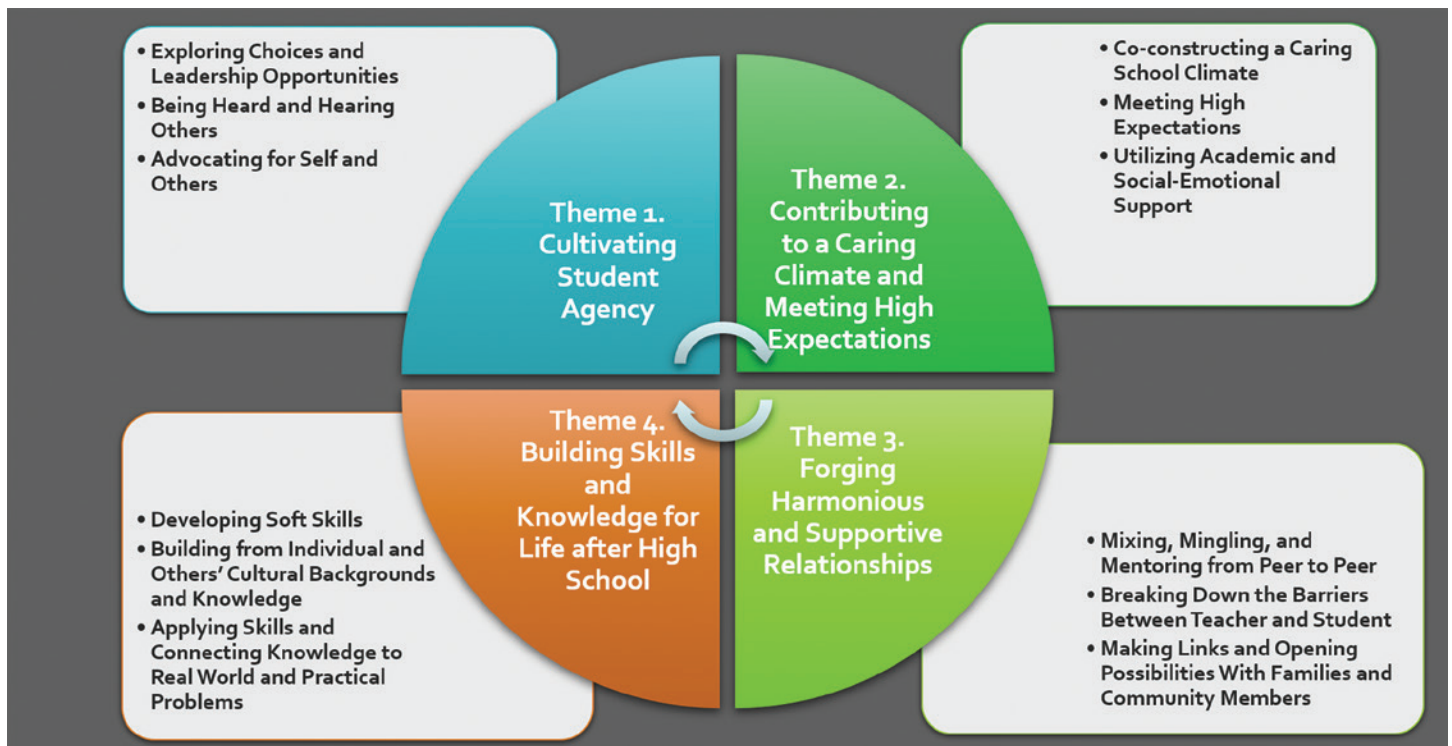 • Exploring Choices and
Leadership Opportunities
• Being Heard and Hearing
Others
• Advocating for Self and
Others
Theme 1.
Cultivating
Student
Agency
Theme 2.
Contributing
to a Caring
Climate and
Meeting High
Expectations
• Co-constructing a Caring
School Climate
• Meeting High
Expectations
• Utilizing Academic and
Social-Emotional
Support
• Developing Soft Skills
• Building from Individual and
Others’ Cultural Backgrounds
and Knowledge
• Applying Skills and
Connecting Knowledge to
Real World and Practical
Problems
Theme 4.
Building Skills
and
Knowledge for
Life after High
School
Theme 3.
Forging
Harmonious
and Supportive
Relationships
• Mixing, Mingling, and
Mentoring from Peer to Peer
• Breaking Down the Barriers
Between Teacher and Student
• Making Links and Opening
Possibilities With Families and
Community Members